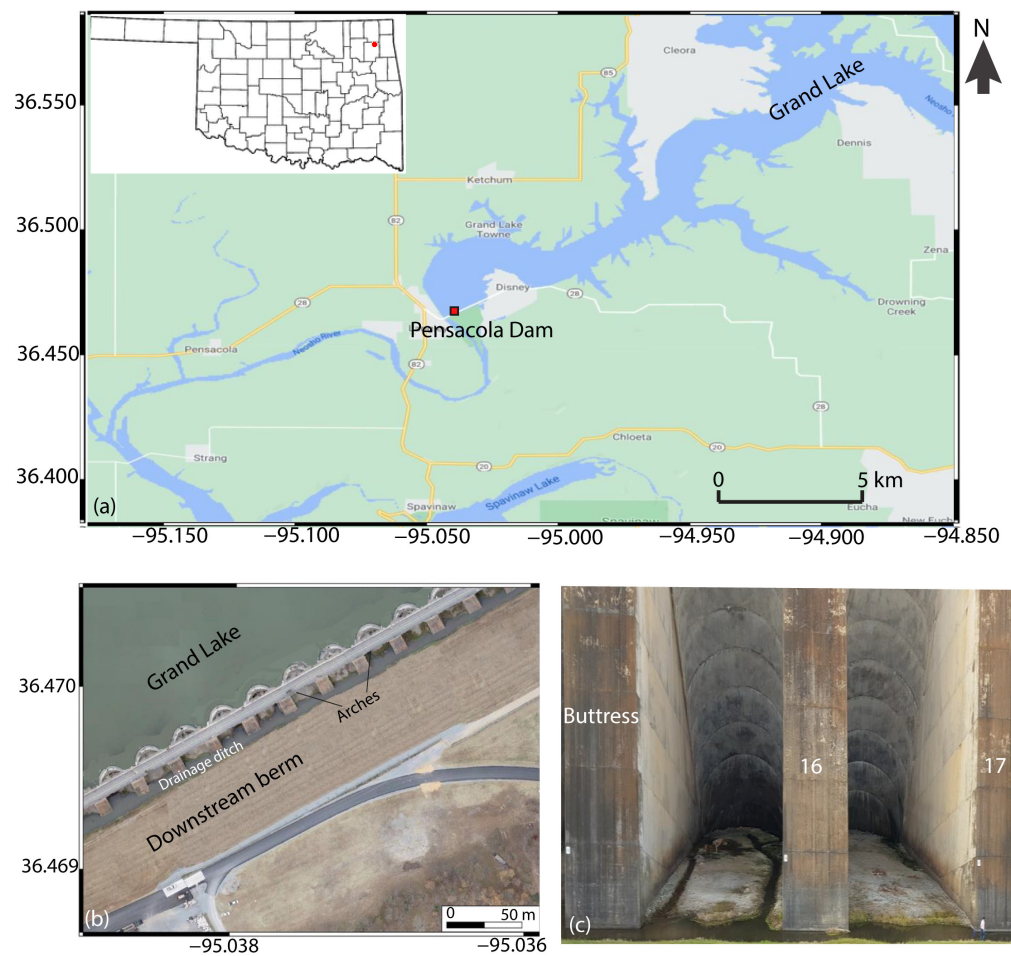 N
36.550
36.500
36.450
36.400
Cleora
85
Grand Lake
Neosho
Dennis
Ketchum
82
Grand Lake
Towne
Zena
Disney
28
28
Drowning
Creek
Pensacola Dam
Neosho River
Pensacola
82
28
Chloeta
20
Strang
20
0 5 km
Spavinaw Lake
Spavinaw
Spavinaw
Eucha
New Euch
(a)
−95.150 −95.100 −95.050 −95.000 −94.950 −94.900 −94.850
36.470
36.469
Grand Lake
Arches
Drainage ditch
Downstream berm
0 50 m
(b)
−95.038 −95.036
Buttress
16
17
(c)